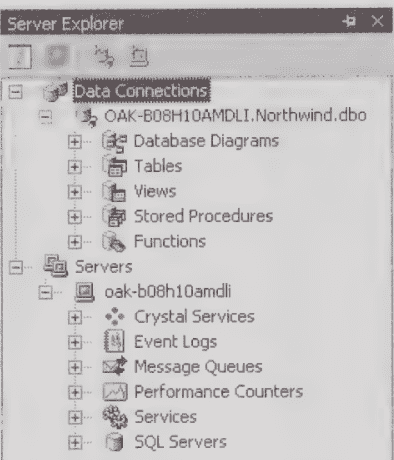 Server Explorer
Data Connections
OAK-B08H10AMDLI.Northwind.dbo
Database Diagrams
Tables
Views
Stored Procedures
Functions
Servers
oak-b08h10amdli
Crystal Services
Event Logs
Message Queues
Performance Counters
Services
SQL Servers